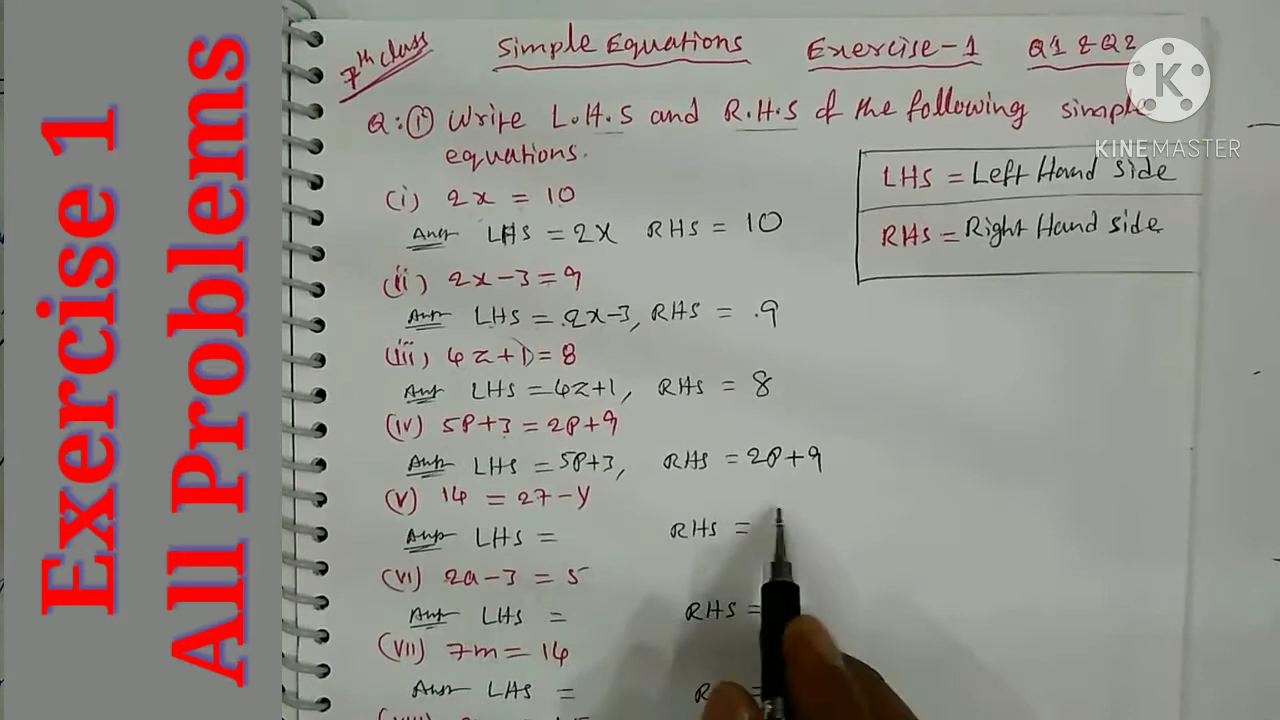 Exercise 1
All Problems
7th class Simple Equations Exercise-1 Q1 & Q2
K
KINEMASTER
Q:① Write L.H.S and R.H.S of the following simple
equations.
LHS = Left Hand side
RHS = Right Hand side
(i) 2x = 10
Ans LHS = 2x RHS = 10
(ii) 2x-3=9
Ans LHS = 2x-3, RHS = .9
(iii) 4z+1=8
Ans LHS = 4z+1, RHS = 8
(iv) 5P+3 = 2P+9
Ans LHS = 5P+3, RHS = 2P+9
(v) 14 = 27-y
Ans LHS = RHS =
(vi) 2a-3 = 5
Ans LHS = RHS =
(vii) 7m = 14
Ans LHS = =